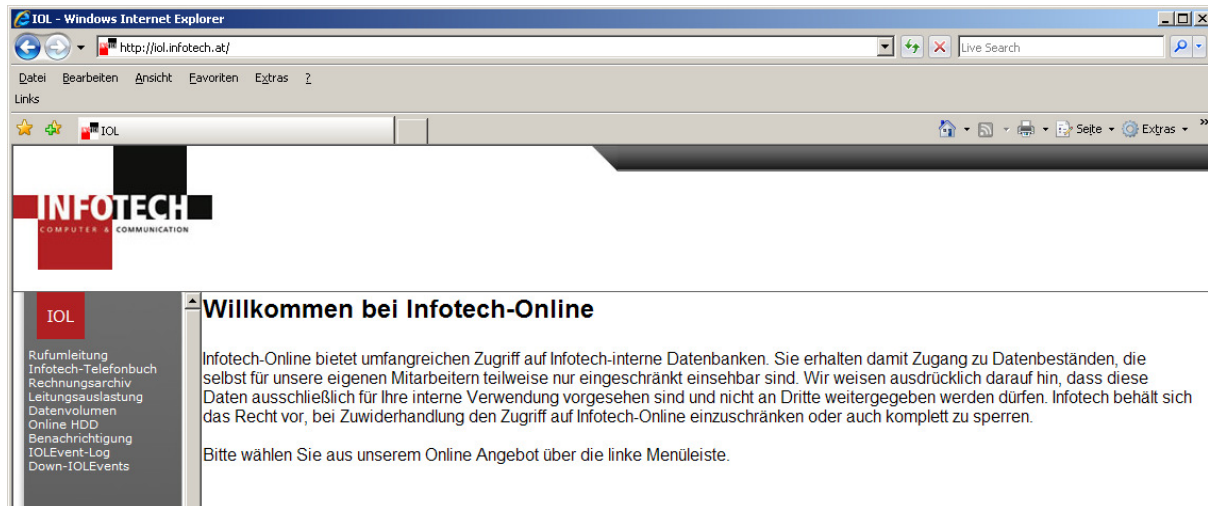 IOL - Windows Internet Explorer
http://iol.infotech.at/
Live Search
Datei Bearbeiten Ansicht Favoriten Extras ?
Links
IOL
Seite Extras »
INFOTECH
COMPUTER & COMMUNICATION
IOL
Rufumleitung
Infotech-Telefonbuch
Rechnungsarchiv
Leitungsauslastung
Datenvolumen
Online HDD
Benachrichtigung
IOLEvent-Log
Down-IOLEvents
Willkommen bei Infotech-Online
Infotech-Online bietet umfangreichen Zugriff auf Infotech-interne Datenbanken. Sie erhalten damit Zugang zu Datenbeständen, die
selbst für unsere eigenen Mitarbeitern teilweise nur eingeschränkt einsehbar sind. Wir weisen ausdrücklich darauf hin, dass diese
Daten ausschließlich für Ihre interne Verwendung vorgesehen sind und nicht an Dritte weitergegeben werden dürfen. Infotech behält sich
das Recht vor, bei Zuwiderhandlung den Zugriff auf Infotech-Online einzuschränken oder auch komplett zu sperren.
Bitte wählen Sie aus unserem Online Angebot über die linke Menüleiste.